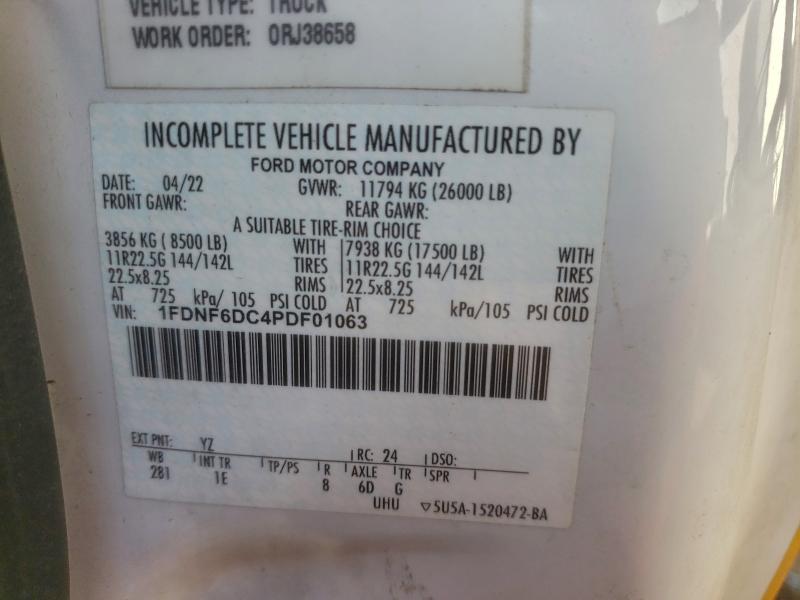 VEHICLE TYPE: TRUCK
WORK ORDER: ORJ38658
INCOMPLETE VEHICLE MANUFACTURED BY
FORD MOTOR COMPANY
DATE: 04/22 GVWR: 11794 KG (26000 LB)
FRONT GAWR: REAR GAWR:
A SUITABLE TIRE-RIM CHOICE
3856 KG ( 8500 LB) WITH 7938 KG (17500 LB) WITH
11R22.5G 144/142L TIRES 11R22.5G 144/142L TIRES
22.5x8.25 RIMS 22.5x8.25 RIMS
AT 725 kPa/ 105 PSI COLD AT 725 kPa/105 PSI COLD
VIN: 1FDNF6DC4PDF01063
EXT PNT: YZ RC: 24 DSO:
WB INT TR TP/PS R AXLE TR SPR
281 1E 8 6D G
UHU ▽5U5A-1520472-BA